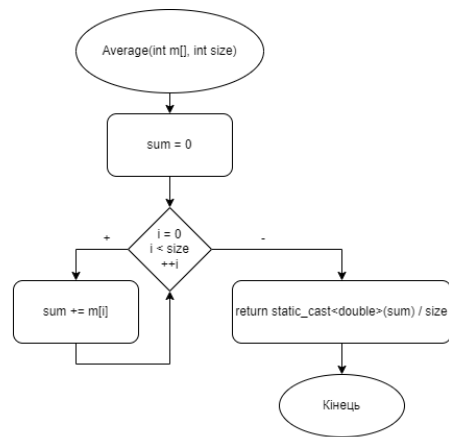 Average(int m[], int size)
sum = 0
i = 0
i < size
++i
+
-
sum += m[i]
return static_cast<double>(sum) / size
Кінець